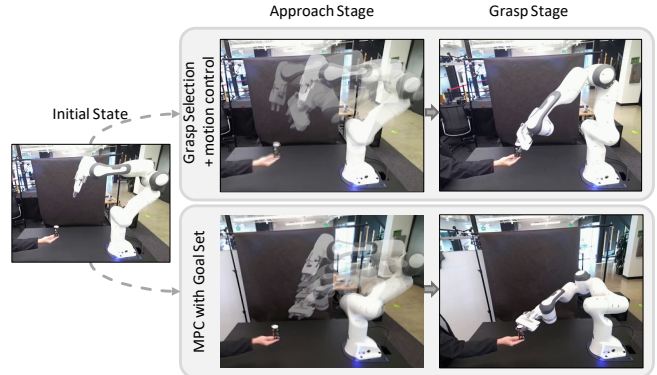 Approach Stage
Grasp Stage
Initial State
Grasp Selection
+ motion control
MPC with Goal Set